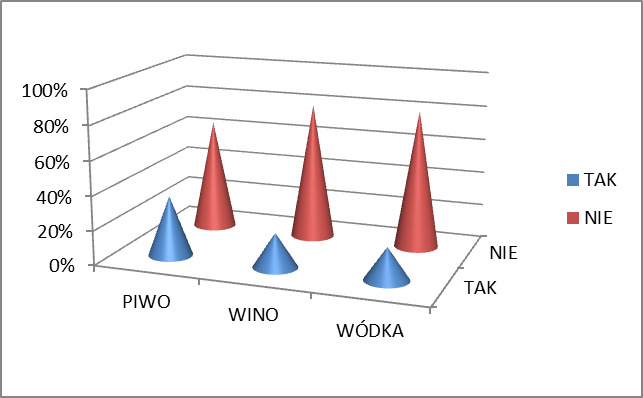 100%
80%
60%
40%
20%
0%
PIWO
WINO
WÓDKA
TAK
NIE
TAK
NIE